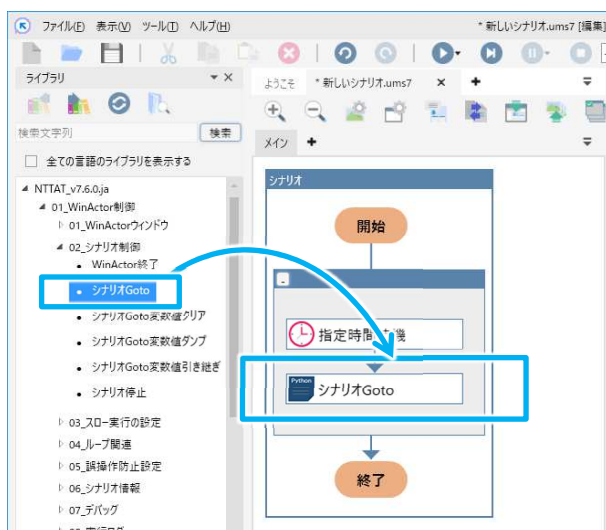 ファイル(F) 表示(V) ツール(T) ヘルプ(H)
* 新しいシナリオ.ums7 [編集]
ライブラリ
ようこそ * 新しいシナリオ.ums7
検索文字列 検索
全ての言語のライブラリを表示する
メイン
NTTAT_v7.6.0.ja
01_WinActor制御
01_WinActorウインドウ
02_シナリオ制御
WinActor終了
シナリオGoto
シナリオGoto変数値クリア
シナリオGoto変数値ダンプ
シナリオGoto変数値引き継ぎ
シナリオ停止
03_スロー実行の設定
04_ループ関連
05_誤操作防止設定
06_シナリオ情報
07_デバッグ
シナリオ
開始
-
指定時間待機
Python
シナリオGoto
終了